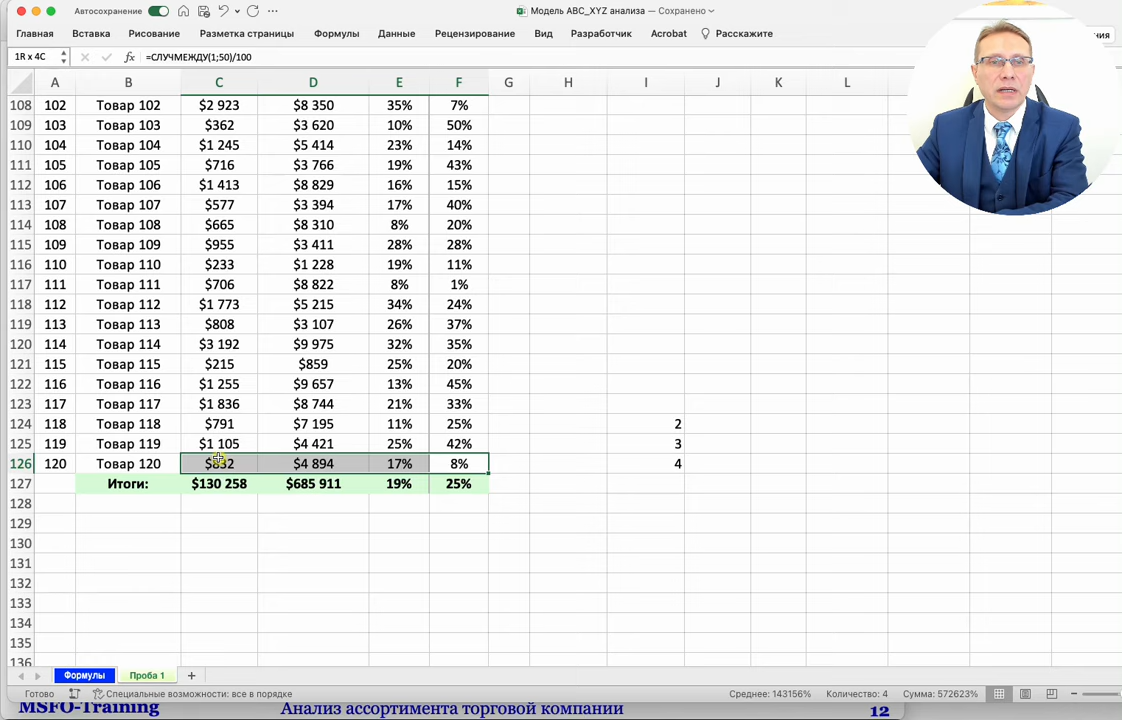 Автосохранение
Модель ABC_XYZ анализа — Сохранено
Главная Вставка Рисование Разметка страницы Формулы Данные Рецензирование Вид Разработчик Acrobat Расскажите
1R x 4C fx =СЛУЧМЕЖДУ(1;50)/100
A B C D E F G H I J K L
108 102 Товар 102 $2 923 $8 350 35% 7%
109 103 Товар 103 $362 $3 620 10% 50%
110 104 Товар 104 $1 245 $5 414 23% 14%
111 105 Товар 105 $716 $3 766 19% 43%
112 106 Товар 106 $1 413 $8 829 16% 15%
113 107 Товар 107 $577 $3 394 17% 40%
114 108 Товар 108 $665 $8 310 8% 20%
115 109 Товар 109 $955 $3 411 28% 28%
116 110 Товар 110 $233 $1 228 19% 11%
117 111 Товар 111 $706 $8 822 8% 1%
118 112 Товар 112 $1 773 $5 215 34% 24%
119 113 Товар 113 $808 $3 107 26% 37%
120 114 Товар 114 $3 192 $9 975 32% 35%
121 115 Товар 115 $215 $859 25% 20%
122 116 Товар 116 $1 255 $9 657 13% 45%
123 117 Товар 117 $1 836 $8 744 21% 33%
124 118 Товар 118 $791 $7 195 11% 25% 2
125 119 Товар 119 $1 105 $4 421 25% 42% 3
126 120 Товар 120 $832 $4 894 17% 8% 4
127 Итоги: $130 258 $685 911 19% 25%
128
129
130
131
132
133
134
135
136
Формулы Проба 1 +
Готово Специальные возможности: все в порядке Среднее: 143156% Количество: 4 Сумма: 572623%
MSFO-Training Анализ ассортимента торговой компании 12